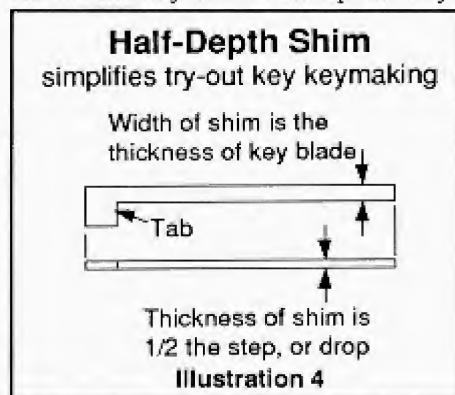 Half-Depth Shim
simplifies try-out key keymaking
Width of shim is the
thickness of key blade
Tab
Thickness of shim is
1/2 the step, or drop
Illustration 4